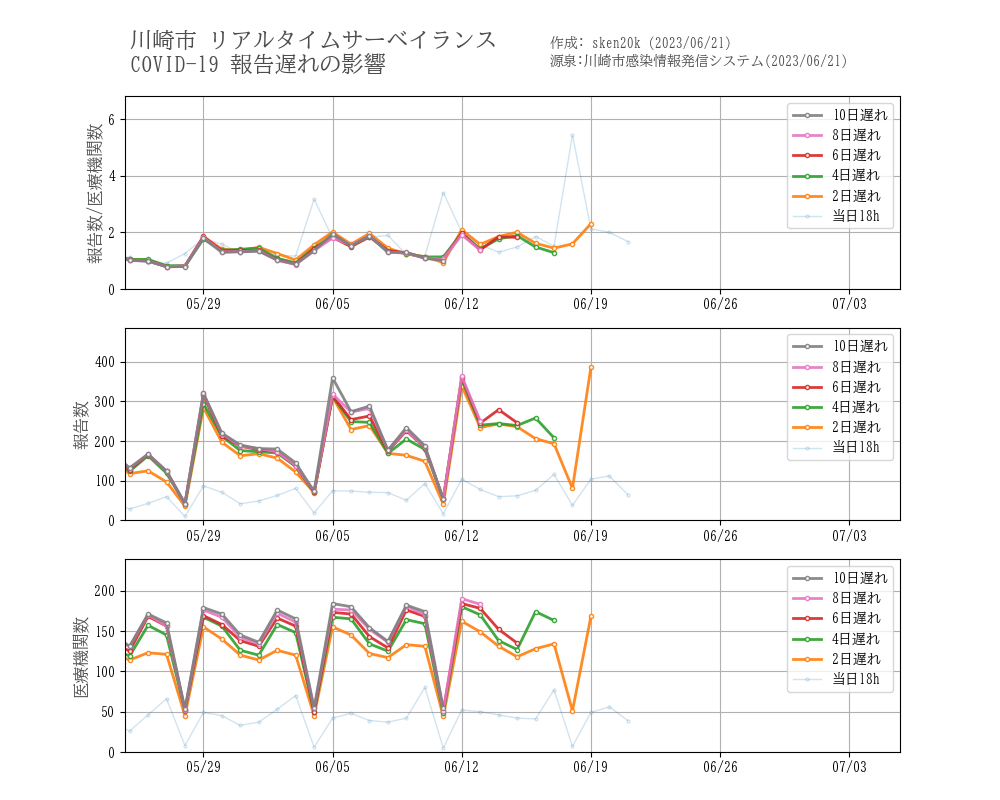 川崎市 リアルタイムサーベイランス
COVID-19 報告遅れの影響
作成: sken20k (2023/06/21)
源泉:川崎市感染情報発信システム(2023/06/21)
報告数/医療機関数
6
4
2
0
10日遅れ
8日遅れ
6日遅れ
4日遅れ
2日遅れ
当日18h
05/29 06/05 06/12 06/19 06/26 07/03
報告数
400
300
200
100
0
10日遅れ
8日遅れ
6日遅れ
4日遅れ
2日遅れ
当日18h
05/29 06/05 06/12 06/19 06/26 07/03
医療機関数
200
150
100
50
0
10日遅れ
8日遅れ
6日遅れ
4日遅れ
2日遅れ
当日18h
05/29 06/05 06/12 06/19 06/26 07/03